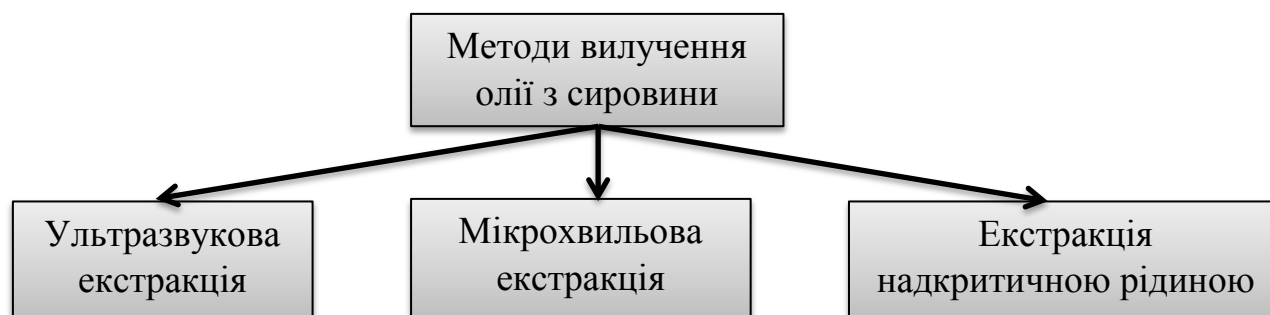 Методи вилучення
олії з сировини
Ультразвукова
екстракція
Мікрохвильова
екстракція
Екстракція
надкритичною рідиною